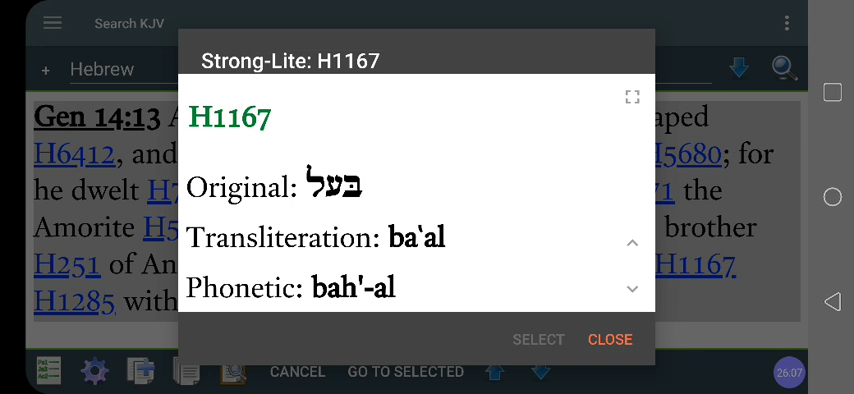 Search KJV
Strong-Lite: H1167
+ Hebrew
H1167
Gen 14:13 A
aped
H6412, and
I5680; for
Original: בּעל
he dwelt H7
71 the
Amorite H5
brother
Transliteration: ba‛al
H251 of An
H1167
Phonetic: bah'-al
H1285 with
SELECT CLOSE
CANCEL GO TO SELECTED
26:07